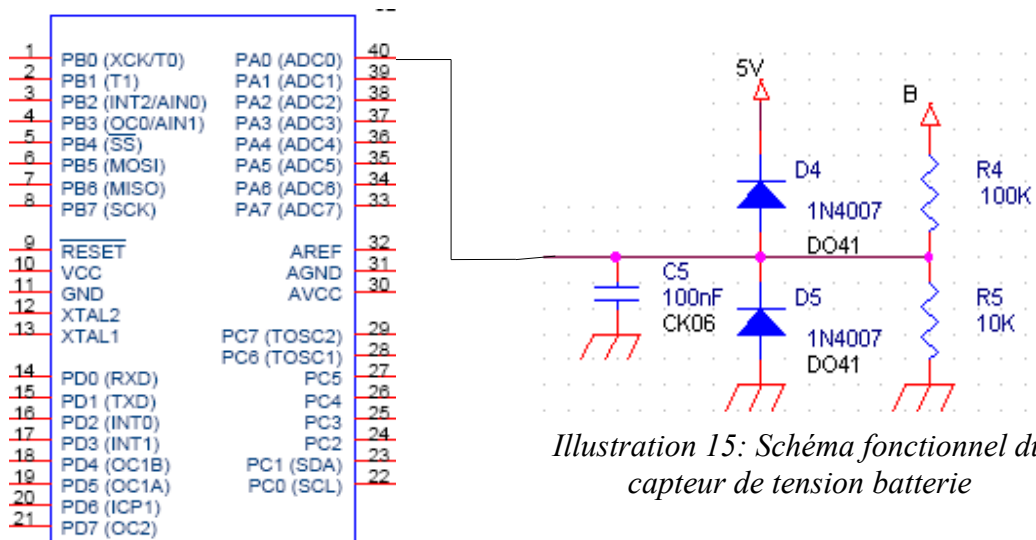 1 PB0 (XCK/T0) PA0 (ADC0) 40
2 PB1 (T1) PA1 (ADC1) 39
3 PB2 (INT2/AIN0) PA2 (ADC2) 38
4 PB3 (OC0/AIN1) PA3 (ADC3) 37
5 PB4 (SS) PA4 (ADC4) 36
6 PB5 (MOSI) PA5 (ADC5) 35
7 PB6 (MISO) PA6 (ADC6) 34
8 PB7 (SCK) PA7 (ADC7) 33
9 RESET AREF 32
10 VCC AGND 31
11 GND AVCC 30
12 XTAL2
13 XTAL1 PC7 (TOSC2) 29
PC6 (TOSC1) 28
14 PD0 (RXD) PC5 27
15 PD1 (TXD) PC4 26
16 PD2 (INT0) PC3 25
17 PD3 (INT1) PC2 24
18 PD4 (OC1B) PC1 (SDA) 23
19 PD5 (OC1A) PC0 (SCL) 22
20 PD6 (ICP1)
21 PD7 (OC2)
5V
B
D4
1N4007
DO41
R4
100K
C5
100nF
CK06
D5
1N4007
DO41
R5
10K
Illustration 15: Schéma fonctionnel du
capteur de tension batterie